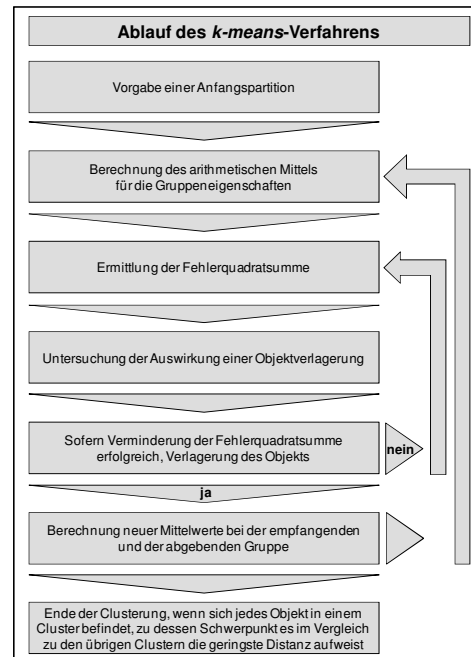 Ablauf des k-means-Verfahrens
Vorgabe einer Anfangspartition
Berechnung des arithmetischen Mittels
für die Gruppeneigenschaften
Ermittlung der Fehlerquadratsumme
Untersuchung der Auswirkung einer Objektverlagerung
Sofern Verminderung der Fehlerquadratsumme
erfolgreich, Verlagerung des Objekts
nein
ja
Berechnung neuer Mittelwerte bei der empfangenden
und der abgebenden Gruppe
Ende der Clusterung, wenn sich jedes Objekt in einem
Cluster befindet, zu dessen Schwerpunkt es im Vergleich
zu den übrigen Clustern die geringste Distanz aufweist